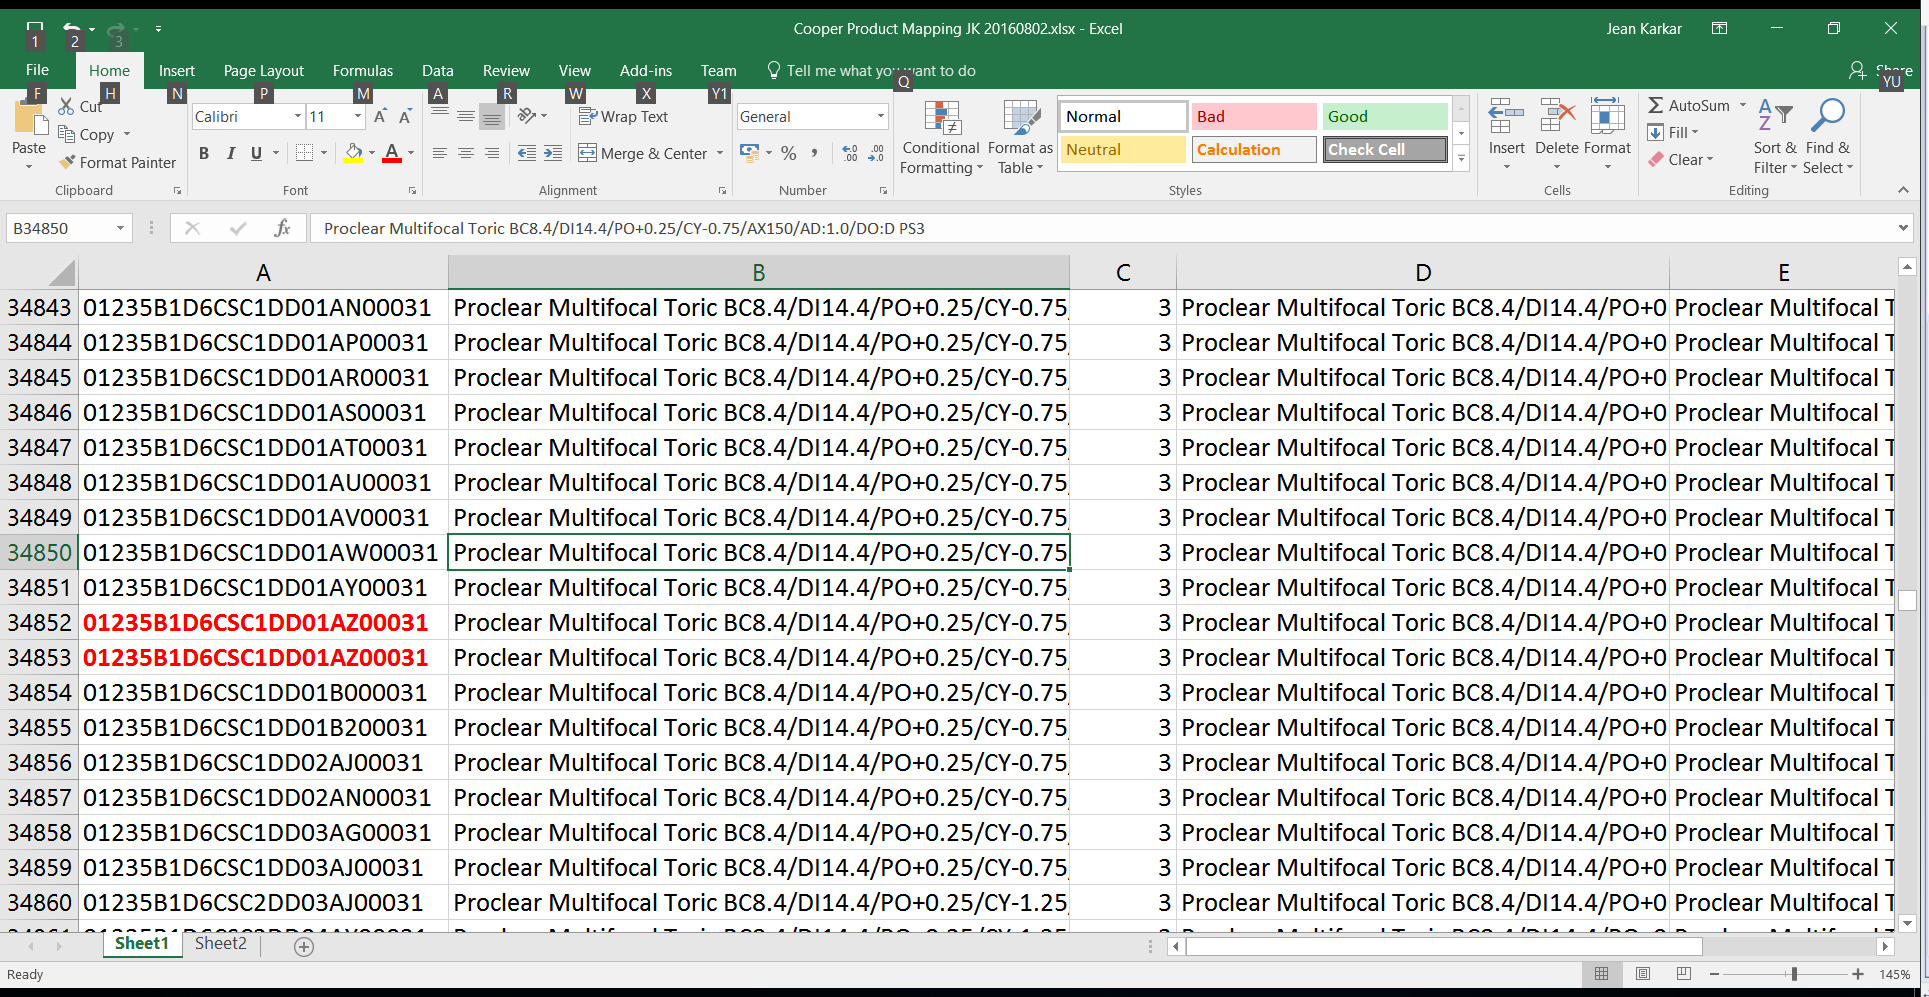 Cooper Product Mapping JK 20160802.xlsx - Excel
Jean Karkar
1 2 3
File Home Insert Page Layout Formulas Data Review View Add-ins Team Tell me what you want to do Share
F H N P M A R W X Y1 Q YU
Paste
Cut
Copy
Format Painter
Clipboard
Calibri 11
B I U
Font
Wrap Text
Merge & Center
Alignment
General
Number
Conditional Formatting
Format as Table
Normal Bad Good
Neutral Calculation Check Cell
Styles
Insert Delete Format
Cells
AutoSum
Fill
Clear
Sort & Filter
Find & Select
Editing
B34850 fx Proclear Multifocal Toric BC8.4/DI14.4/PO+0.25/CY-0.75/AX150/AD:1.0/DO:D PS3
A B C D E
34843 01235B1D6CSC1DD01AN00031 Proclear Multifocal Toric BC8.4/DI14.4/PO+0.25/CY-0.75 3 Proclear Multifocal Toric BC8.4/DI14.4/PO+0 Proclear Multifocal T
34844 01235B1D6CSC1DD01AP00031 Proclear Multifocal Toric BC8.4/DI14.4/PO+0.25/CY-0.75 3 Proclear Multifocal Toric BC8.4/DI14.4/PO+0 Proclear Multifocal T
34845 01235B1D6CSC1DD01AR00031 Proclear Multifocal Toric BC8.4/DI14.4/PO+0.25/CY-0.75 3 Proclear Multifocal Toric BC8.4/DI14.4/PO+0 Proclear Multifocal T
34846 01235B1D6CSC1DD01AS00031 Proclear Multifocal Toric BC8.4/DI14.4/PO+0.25/CY-0.75 3 Proclear Multifocal Toric BC8.4/DI14.4/PO+0 Proclear Multifocal T
34847 01235B1D6CSC1DD01AT00031 Proclear Multifocal Toric BC8.4/DI14.4/PO+0.25/CY-0.75 3 Proclear Multifocal Toric BC8.4/DI14.4/PO+0 Proclear Multifocal T
34848 01235B1D6CSC1DD01AU00031 Proclear Multifocal Toric BC8.4/DI14.4/PO+0.25/CY-0.75 3 Proclear Multifocal Toric BC8.4/DI14.4/PO+0 Proclear Multifocal T
34849 01235B1D6CSC1DD01AV00031 Proclear Multifocal Toric BC8.4/DI14.4/PO+0.25/CY-0.75 3 Proclear Multifocal Toric BC8.4/DI14.4/PO+0 Proclear Multifocal T
34850 01235B1D6CSC1DD01AW00031 Proclear Multifocal Toric BC8.4/DI14.4/PO+0.25/CY-0.75 3 Proclear Multifocal Toric BC8.4/DI14.4/PO+0 Proclear Multifocal T
34851 01235B1D6CSC1DD01AY00031 Proclear Multifocal Toric BC8.4/DI14.4/PO+0.25/CY-0.75 3 Proclear Multifocal Toric BC8.4/DI14.4/PO+0 Proclear Multifocal T
34852 01235B1D6CSC1DD01AZ00031 Proclear Multifocal Toric BC8.4/DI14.4/PO+0.25/CY-0.75 3 Proclear Multifocal Toric BC8.4/DI14.4/PO+0 Proclear Multifocal T
34853 01235B1D6CSC1DD01AZ00031 Proclear Multifocal Toric BC8.4/DI14.4/PO+0.25/CY-0.75 3 Proclear Multifocal Toric BC8.4/DI14.4/PO+0 Proclear Multifocal T
34854 01235B1D6CSC1DD01B000031 Proclear Multifocal Toric BC8.4/DI14.4/PO+0.25/CY-0.75 3 Proclear Multifocal Toric BC8.4/DI14.4/PO+0 Proclear Multifocal T
34855 01235B1D6CSC1DD01B200031 Proclear Multifocal Toric BC8.4/DI14.4/PO+0.25/CY-0.75 3 Proclear Multifocal Toric BC8.4/DI14.4/PO+0 Proclear Multifocal T
34856 01235B1D6CSC1DD02AJ00031 Proclear Multifocal Toric BC8.4/DI14.4/PO+0.25/CY-0.75 3 Proclear Multifocal Toric BC8.4/DI14.4/PO+0 Proclear Multifocal T
34857 01235B1D6CSC1DD02AN00031 Proclear Multifocal Toric BC8.4/DI14.4/PO+0.25/CY-0.75 3 Proclear Multifocal Toric BC8.4/DI14.4/PO+0 Proclear Multifocal T
34858 01235B1D6CSC1DD03AG00031 Proclear Multifocal Toric BC8.4/DI14.4/PO+0.25/CY-0.75 3 Proclear Multifocal Toric BC8.4/DI14.4/PO+0 Proclear Multifocal T
34859 01235B1D6CSC1DD03AJ00031 Proclear Multifocal Toric BC8.4/DI14.4/PO+0.25/CY-0.75 3 Proclear Multifocal Toric BC8.4/DI14.4/PO+0 Proclear Multifocal T
34860 01235B1D6CSC2DD03AJ00031 Proclear Multifocal Toric BC8.4/DI14.4/PO+0.25/CY-1.25 3 Proclear Multifocal Toric BC8.4/DI14.4/PO+0 Proclear Multifocal T
Sheet1 Sheet2
Ready 145%